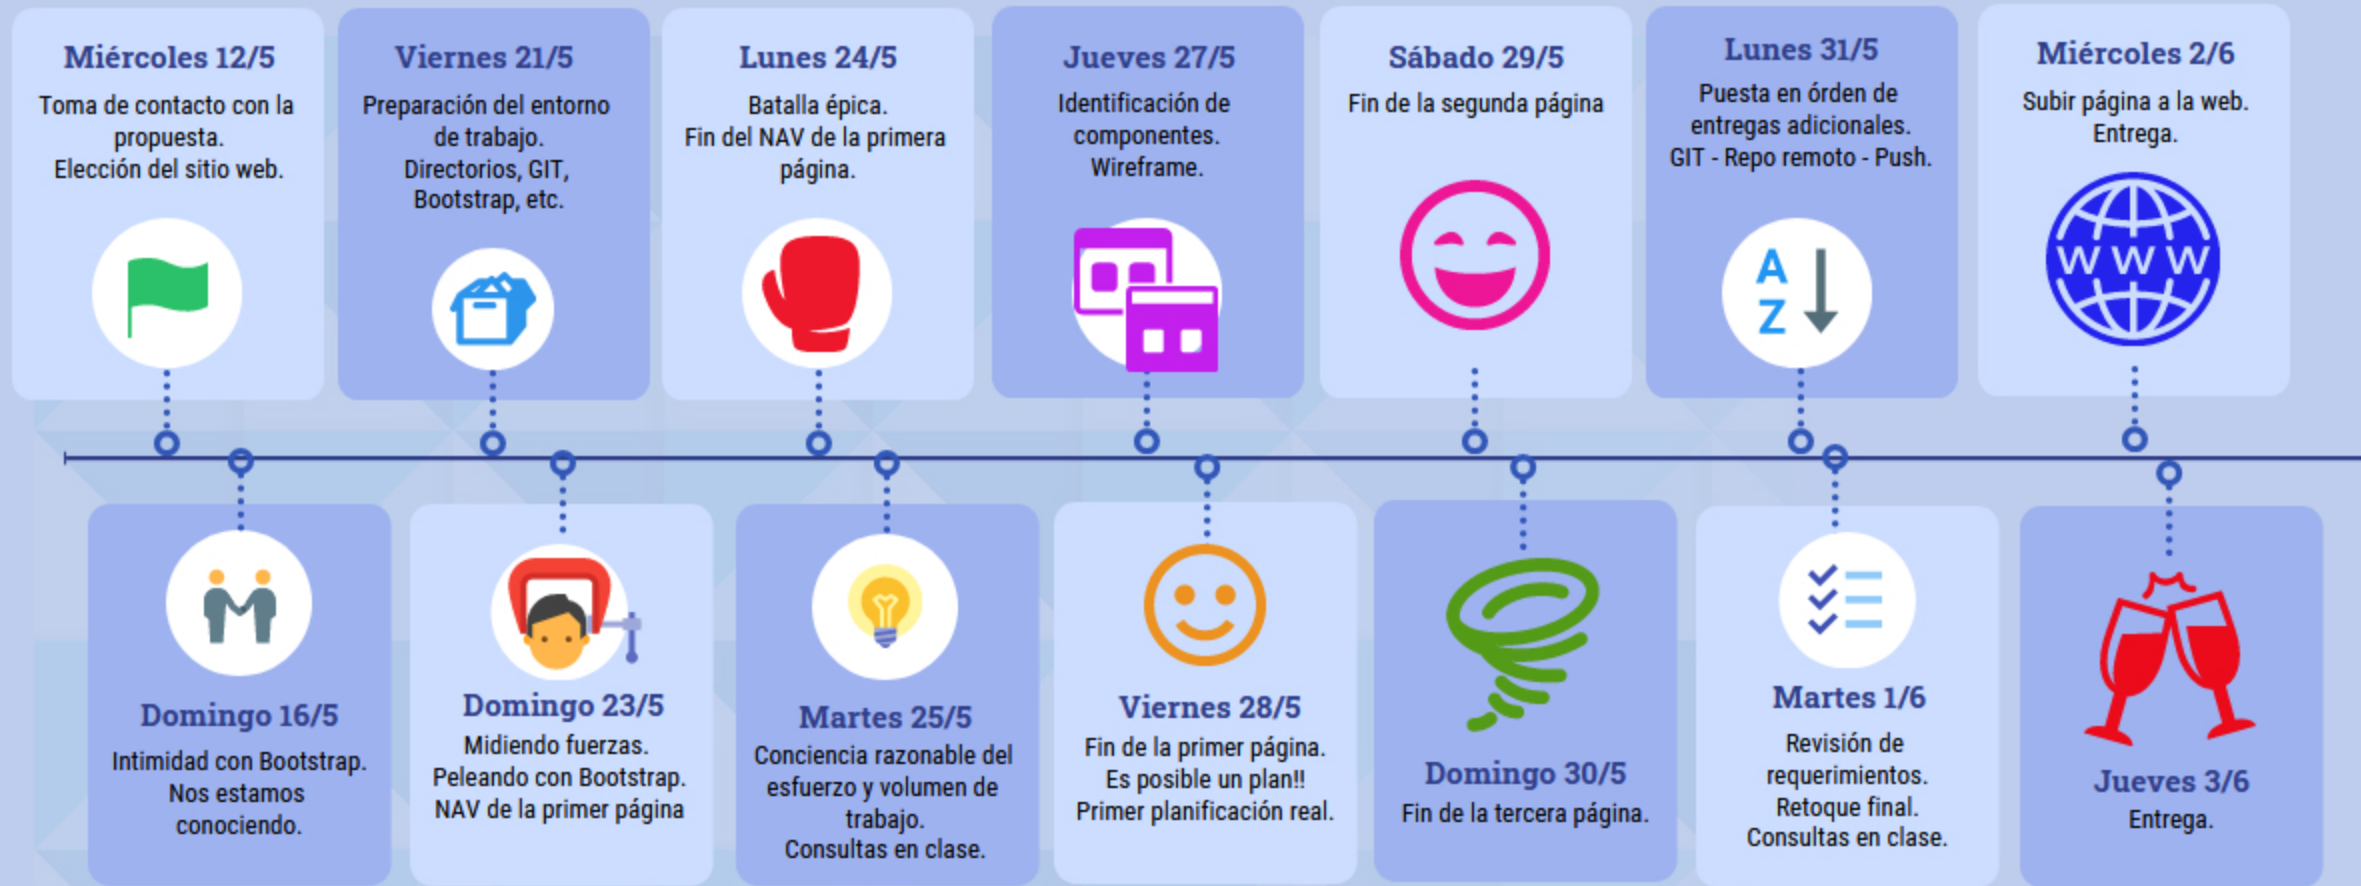 Miércoles 12/5
Toma de contacto con la
propuesta.
Elección del sitio web.
Viernes 21/5
Preparación del entorno
de trabajo.
Directorios, GIT,
Bootstrap, etc.
Lunes 24/5
Batalla épica.
Fin del NAV de la primera
página.
Jueves 27/5
Identificación de
componentes.
Wireframe.
Sábado 29/5
Fin de la segunda página
Lunes 31/5
Puesta en órden de
entregas adicionales.
GIT - Repo remoto - Push.
A
Z
Miércoles 2/6
Subir página a la web.
Entrega.
WWW
Domingo 16/5
Intimidad con Bootstrap.
Nos estamos
conociendo.
Domingo 23/5
Midiendo fuerzas.
Peleando con Bootstrap.
NAV de la primer página
Martes 25/5
Conciencia razonable del
esfuerzo y volumen de
trabajo.
Consultas en clase.
Viernes 28/5
Fin de la primer página.
Es posible un plan!!
Primer planificación real.
Domingo 30/5
Fin de la tercera página.
Martes 1/6
Revisión de
requerimientos.
Retoque final.
Consultas en clase.
Jueves 3/6
Entrega.